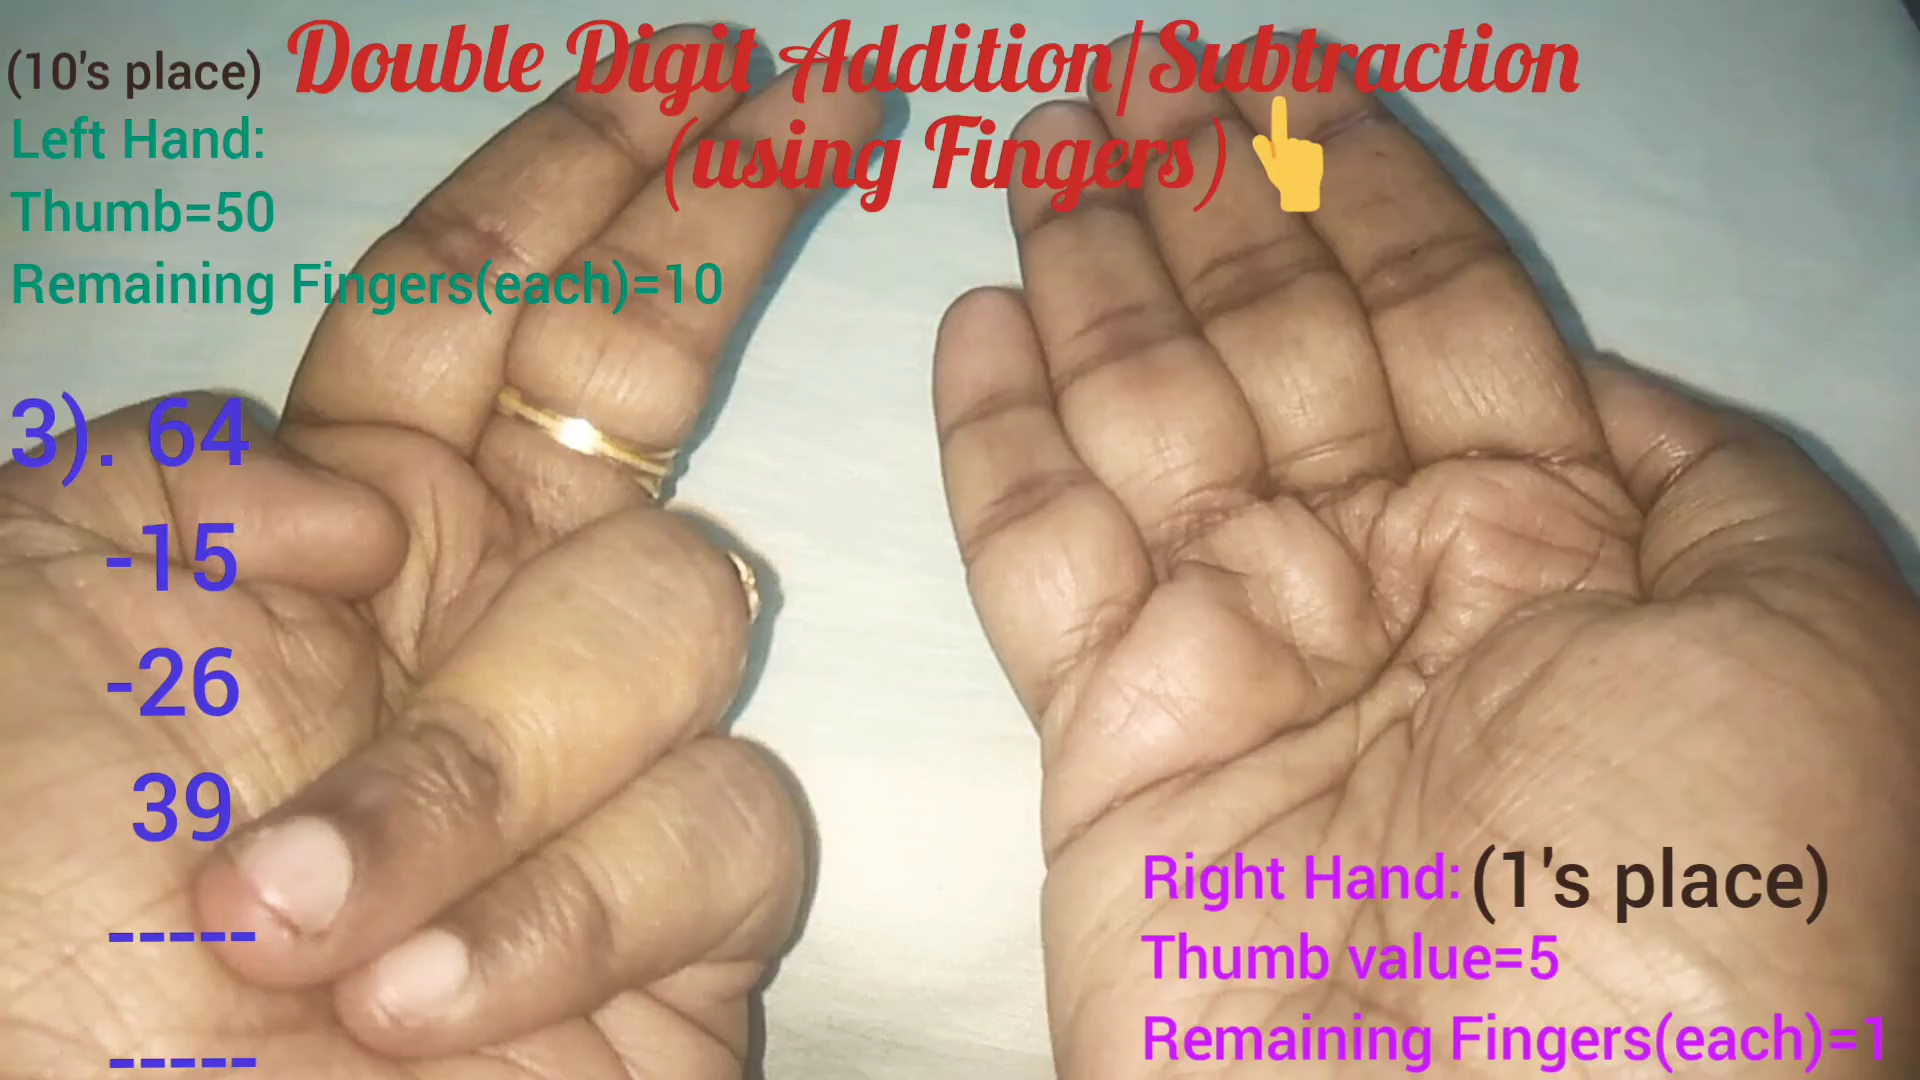 Double Digit Addition/Subtraction
(using Fingers)👆
(10's place)
Left Hand:
Thumb=50
Remaining Fingers(each)=10
3). 64
-15
-26
39
-----
-----
Right Hand:(1's place)
Thumb value=5
Remaining Fingers(each)=1